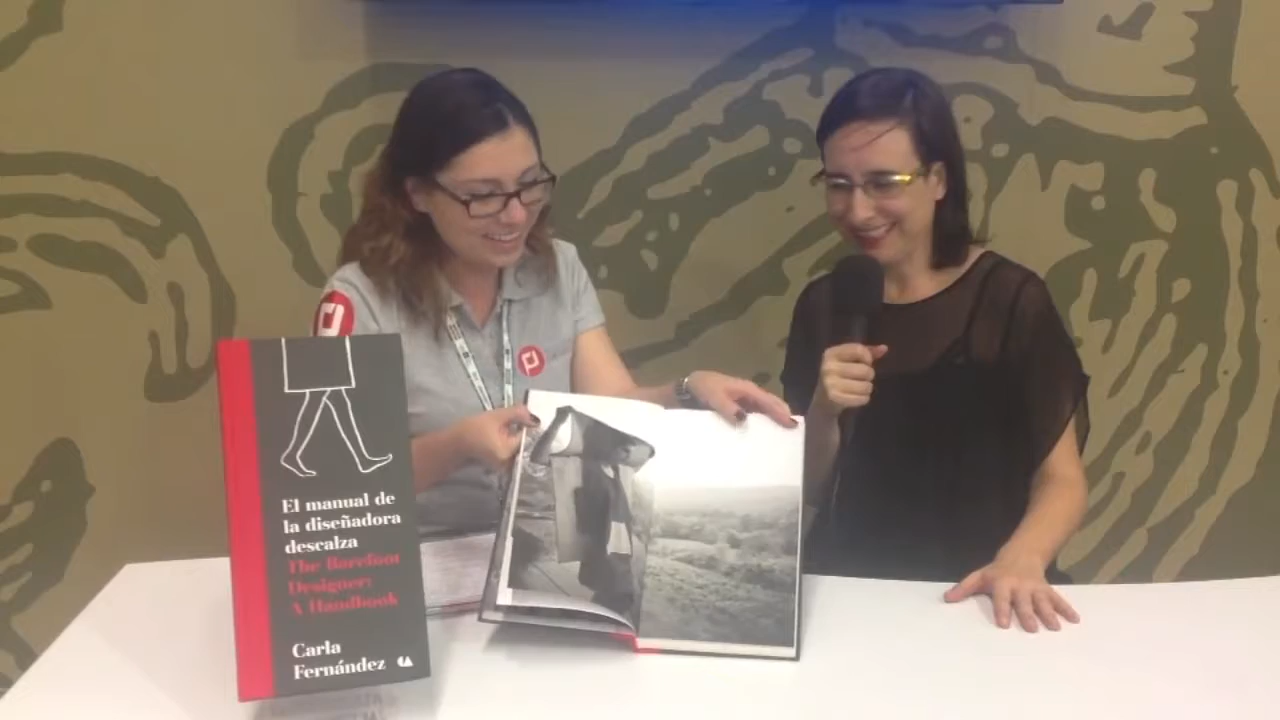 El manual de
la diseñadora
descalza
The Barefoot
Designer:
A Handbook
Carla
Fernández